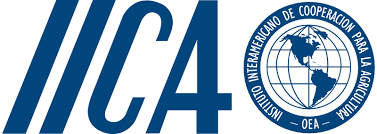 IICA
INSTITUTO INTERAMERICANO DE COOPERACION PARA LA AGRICULTURA
— OEA —